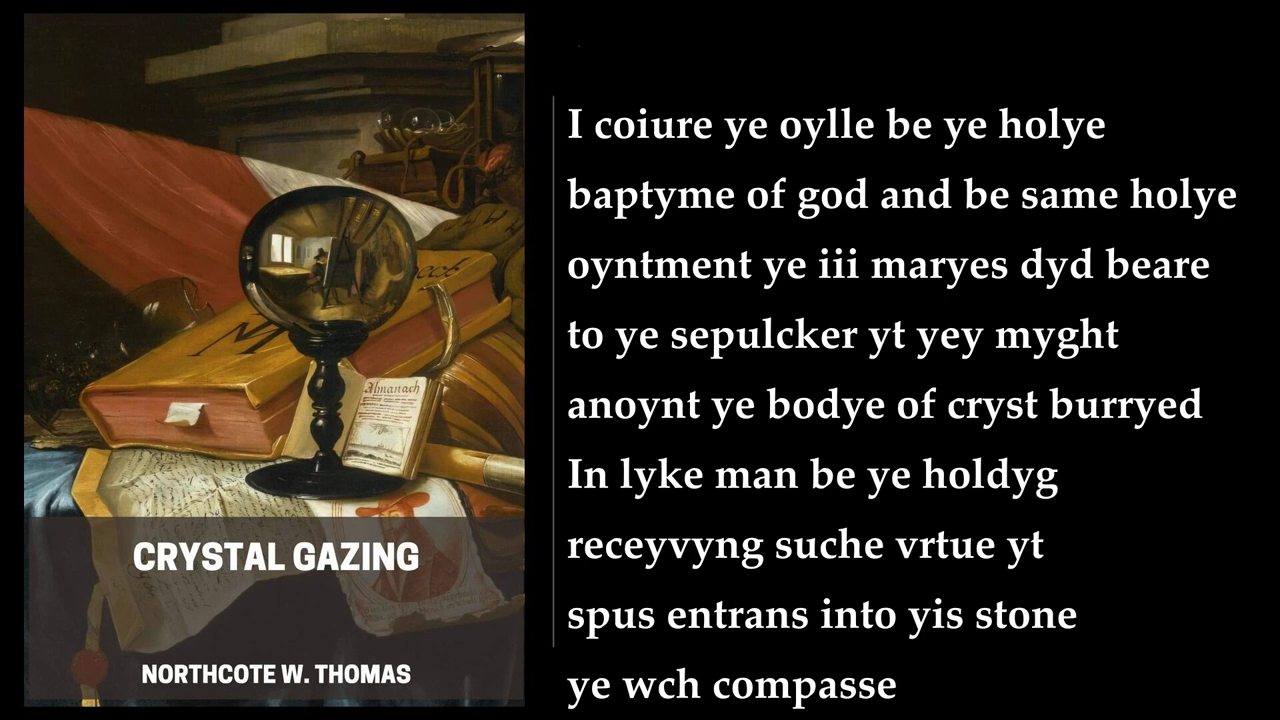 M
Almanach
CRYSTAL GAZING
NORTHCOTE W. THOMAS
I coiure ye oylle be ye holye
baptyme of god and be same holye
oyntment ye iii maryes dyd beare
to ye sepulcker yt yey myght
anoynt ye bodye of cryst burryed
In lyke man be ye holdyg
receyvyng suche vrtue yt
spus entrans into yis stone
ye wch compasse